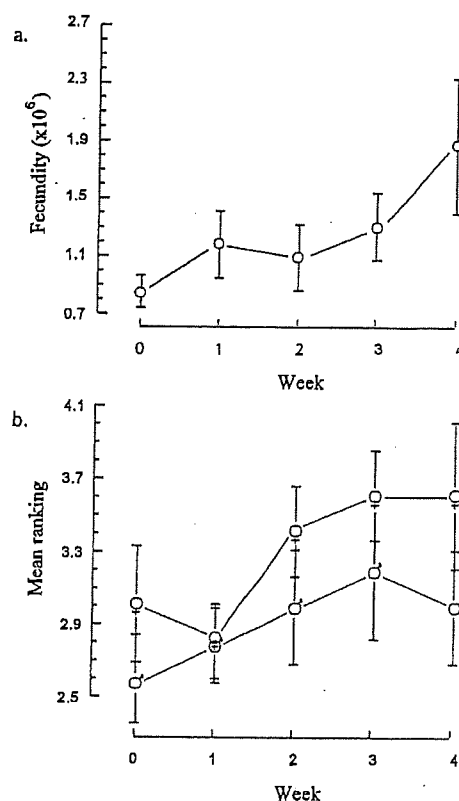 a.
Fecundity (x10⁶)
2.7
2.3
1.9
1.5
1.1
0.7
0 1 2 3 4
Week
b.
Mean ranking
4.1
3.7
3.3
2.9
2.5
0 1 2 3 4
Week